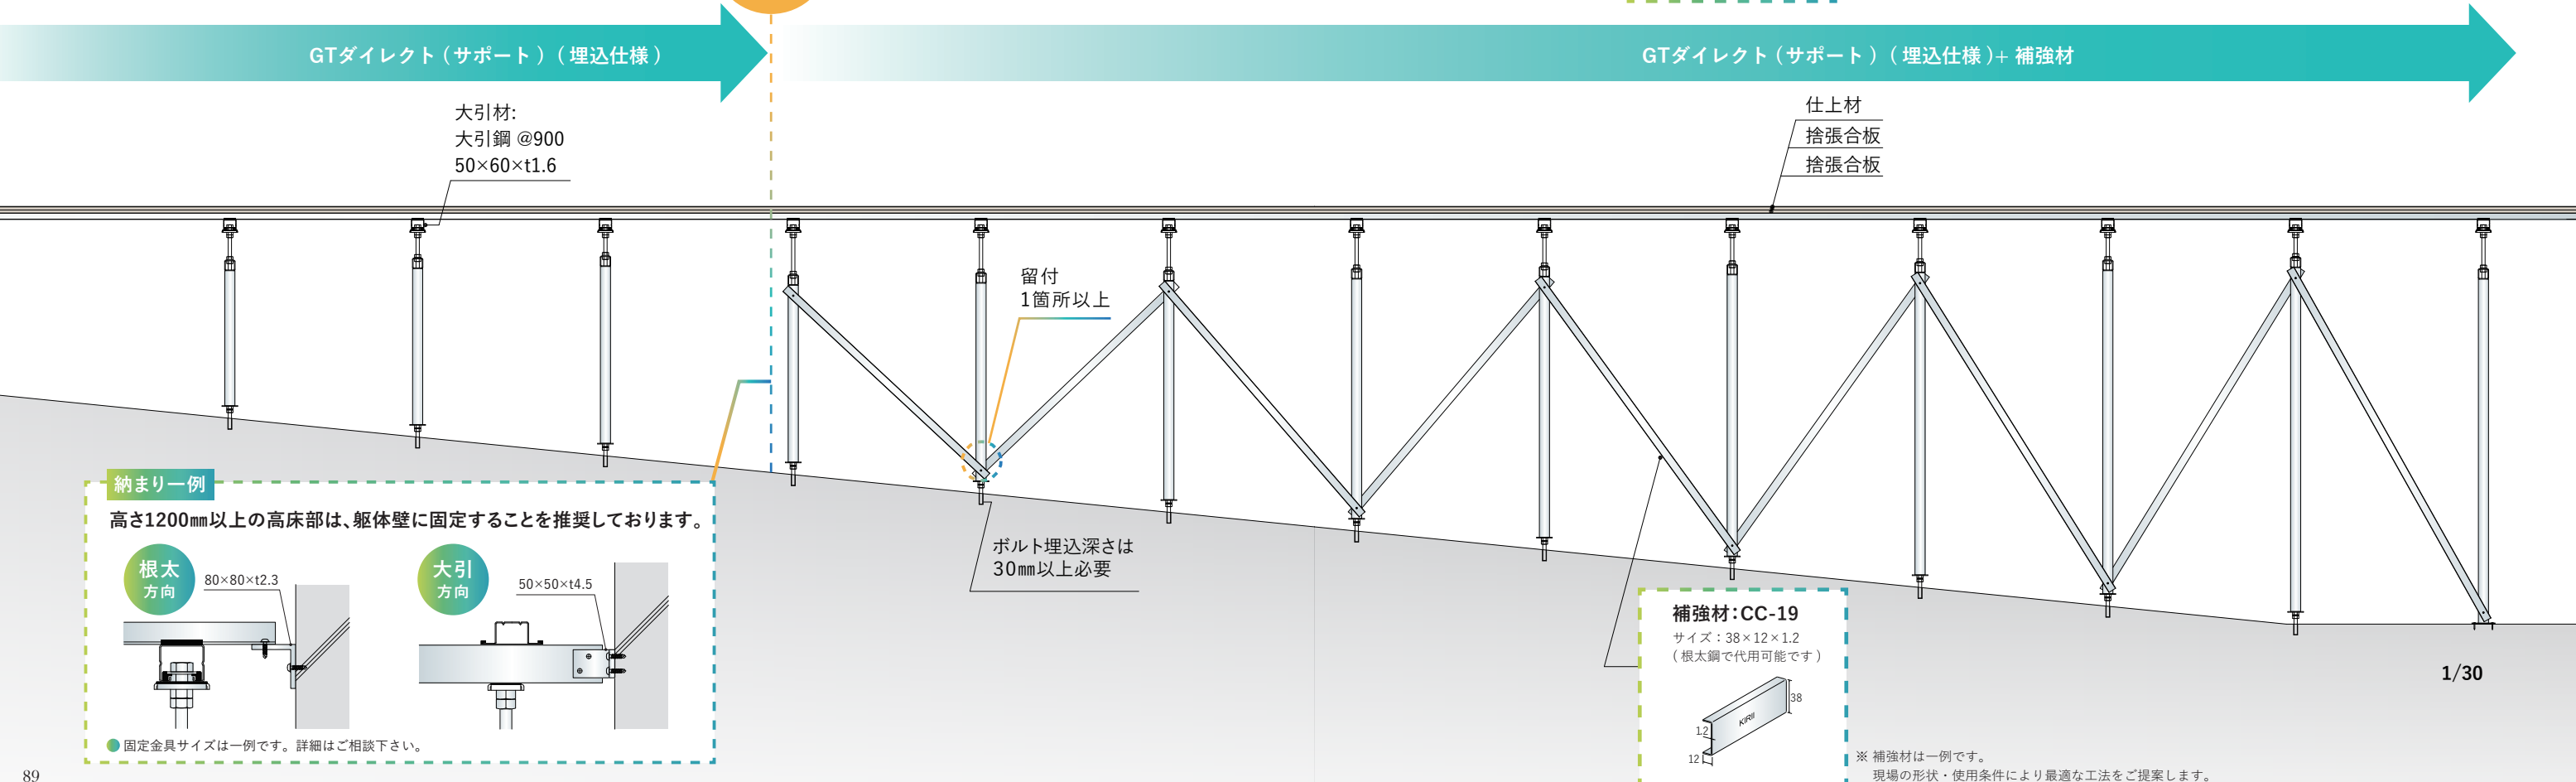 GTダイレクト（サポート）（埋込仕様）
GTダイレクト（サポート）（埋込仕様）＋補強材
大引材:
大引鋼 @900
50×60×t1.6
仕上材
捨張合板
捨張合板
留付
1箇所以上
ボルト埋込深さは
30㎜以上必要
納まり一例
高さ1200㎜以上の高床部は、躯体壁に固定することを推奨しております。
根太
方向
80×80×t2.3
大引
方向
50×50×t4.5
固定金具サイズは一例です。詳細はご相談下さい。
補強材：CC-19
サイズ：38×12×1.2
（根太鋼で代用可能です）
38
KIRII
1.2
12
1/30
※ 補強材は一例です。
現場の形状・使用条件により最適な工法をご提案します。
89